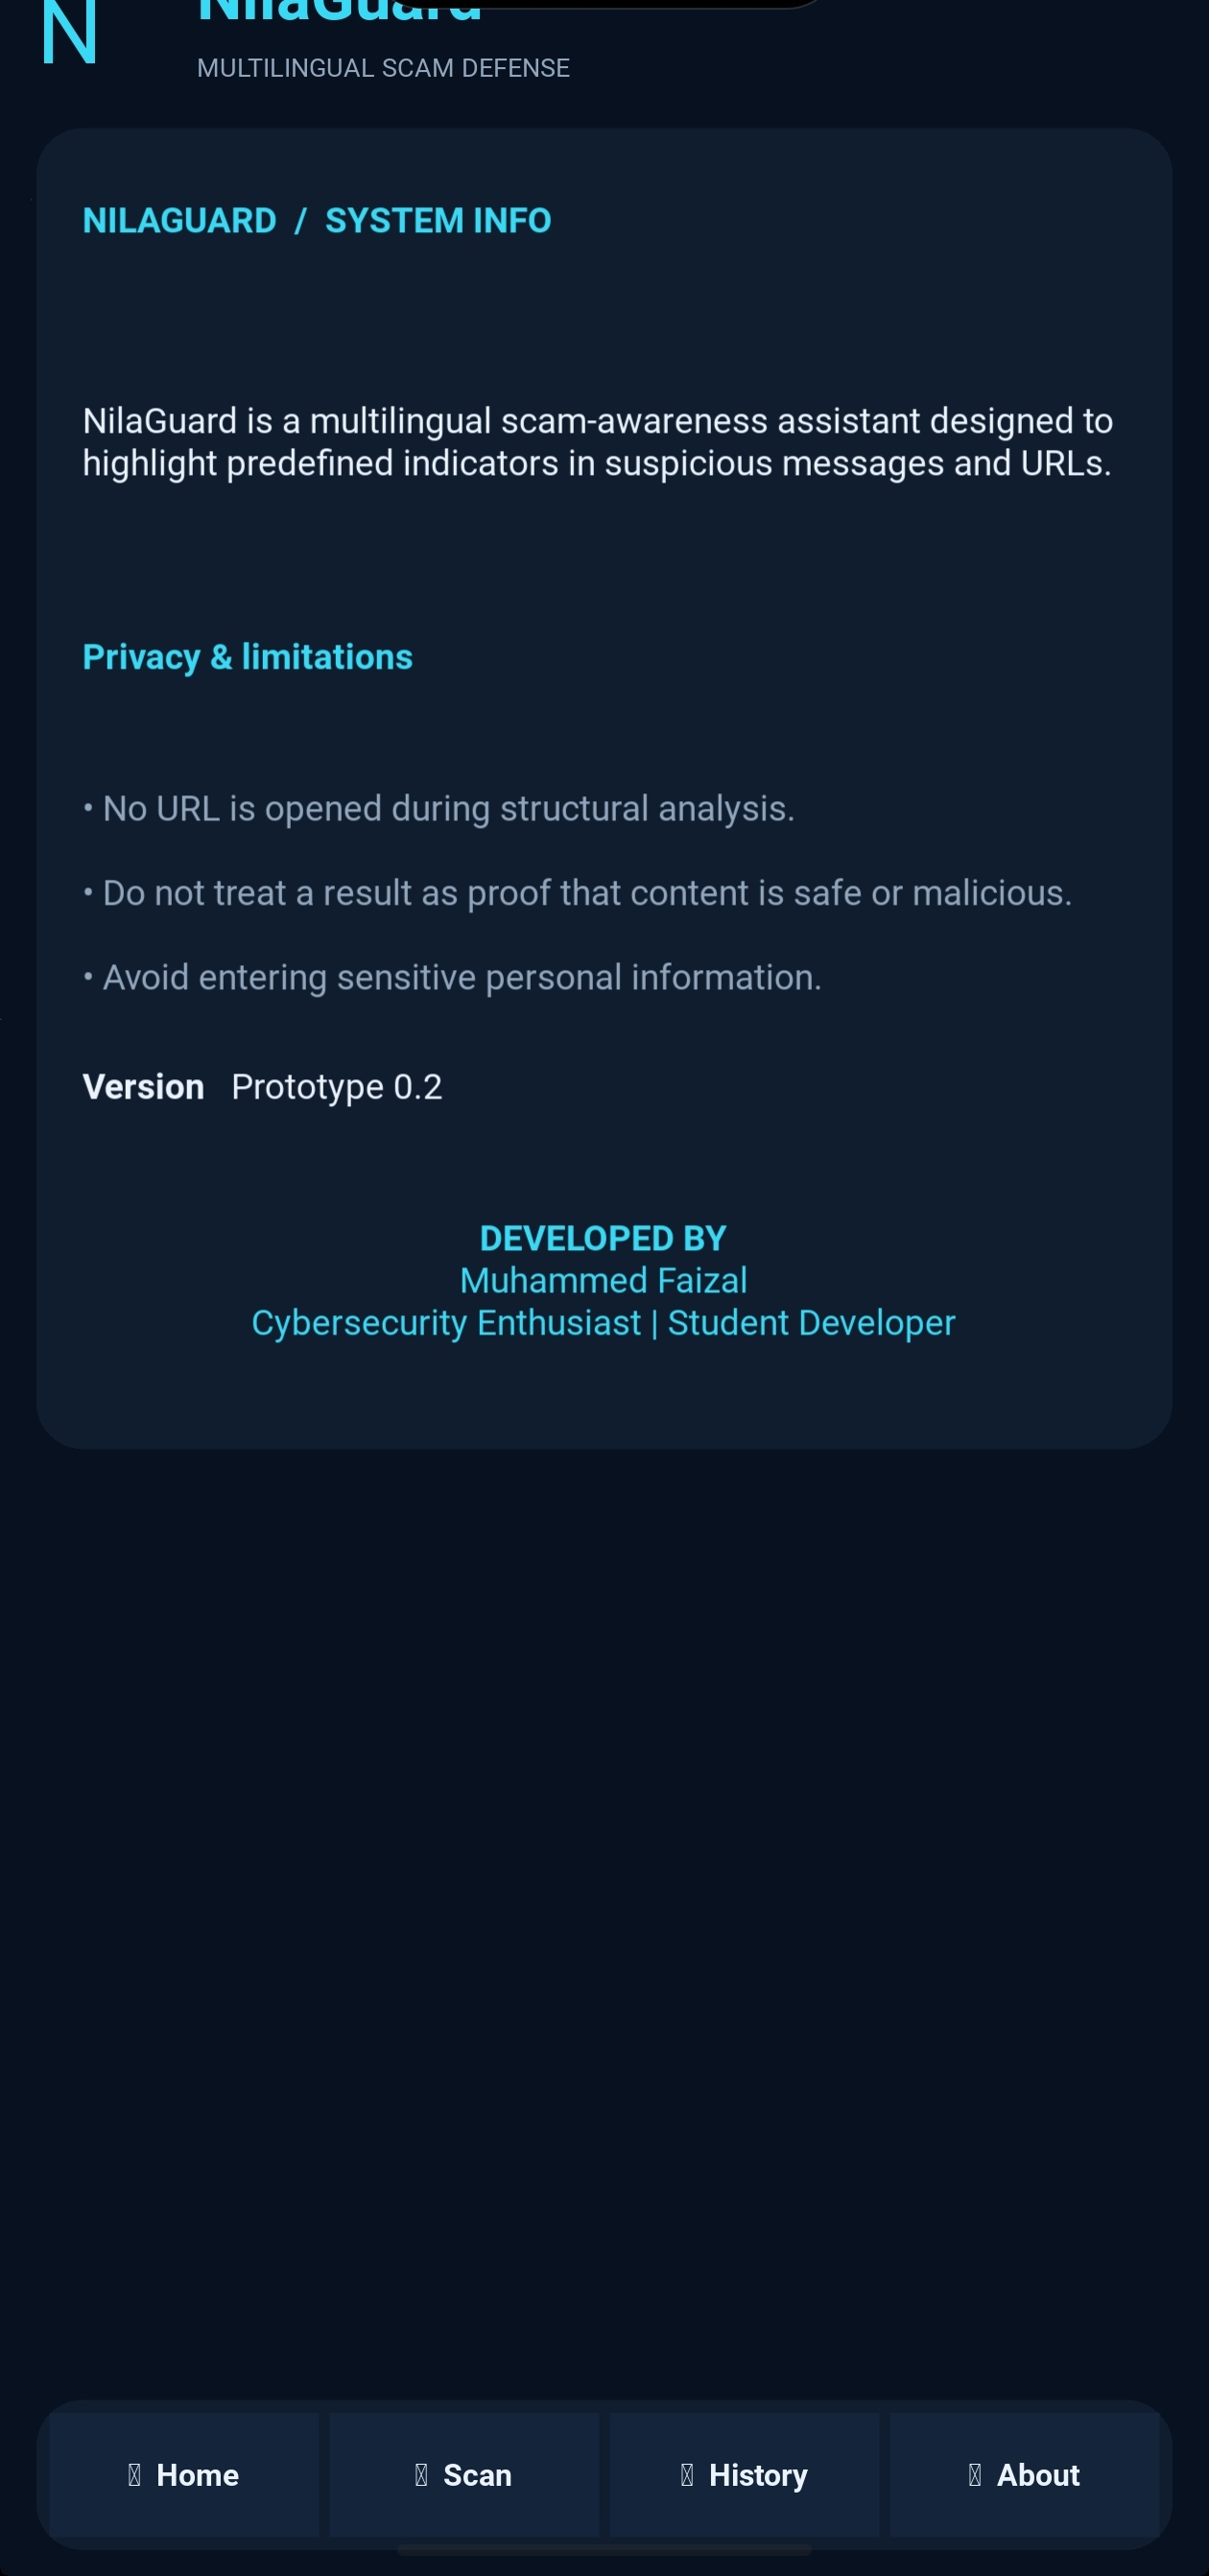 N
NilaGuard
MULTILINGUAL SCAM DEFENSE
NILAGUARD / SYSTEM INFO
NilaGuard is a multilingual scam-awareness assistant designed to
highlight predefined indicators in suspicious messages and URLs.
Privacy & limitations
• No URL is opened during structural analysis.
• Do not treat a result as proof that content is safe or malicious.
• Avoid entering sensitive personal information.
Version Prototype 0.2
DEVELOPED BY
Muhammed Faizal
Cybersecurity Enthusiast | Student Developer
Home
Scan
History
About